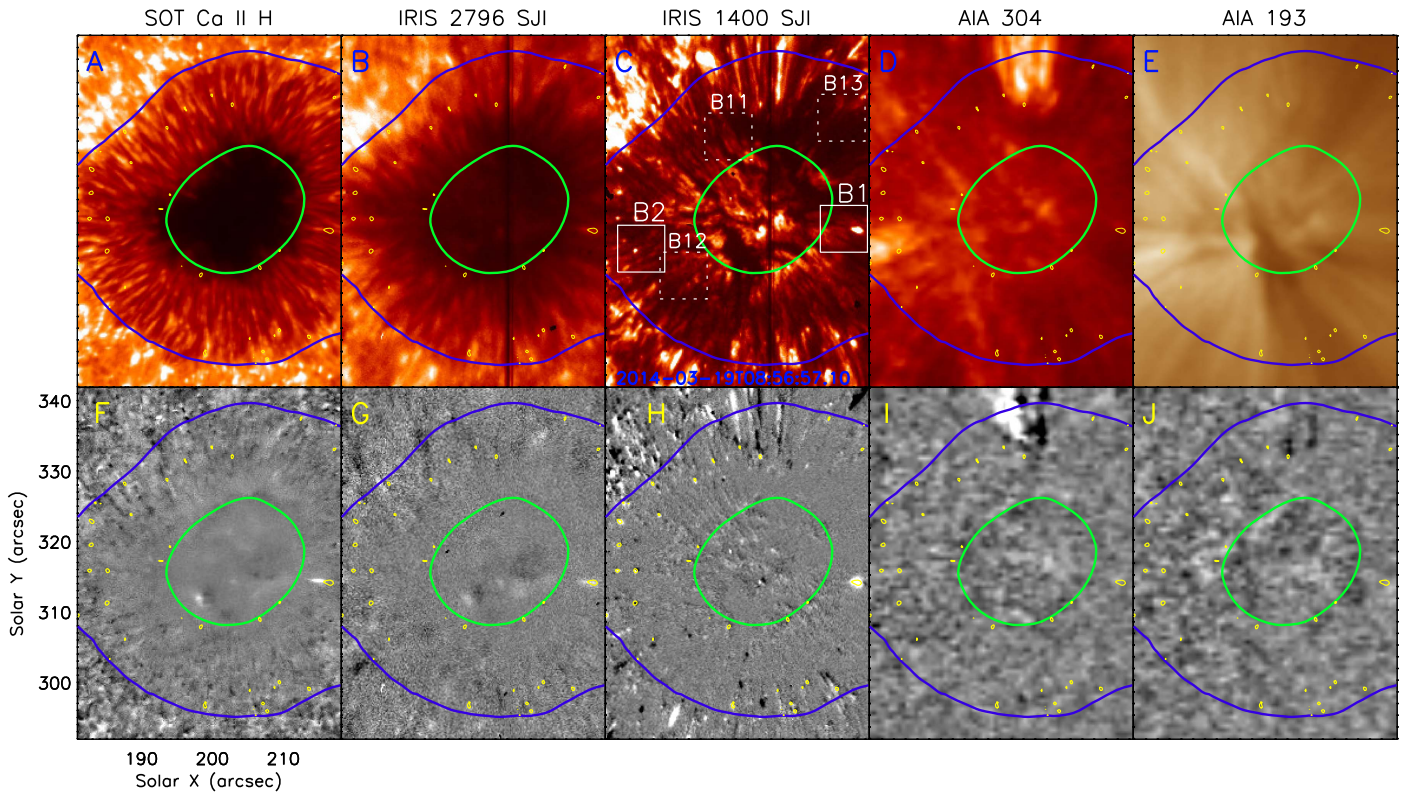 SOT Ca II H
IRIS 2796 SJI
IRIS 1400 SJI
AIA 304
AIA 193
A
B
C
D
E
B11
B13
B1
B2
B12
2014-03-19T08:56:57.10
F
G
H
I
J
340
330
320
310
300
Solar Y (arcsec)
190 200 210
Solar X (arcsec)